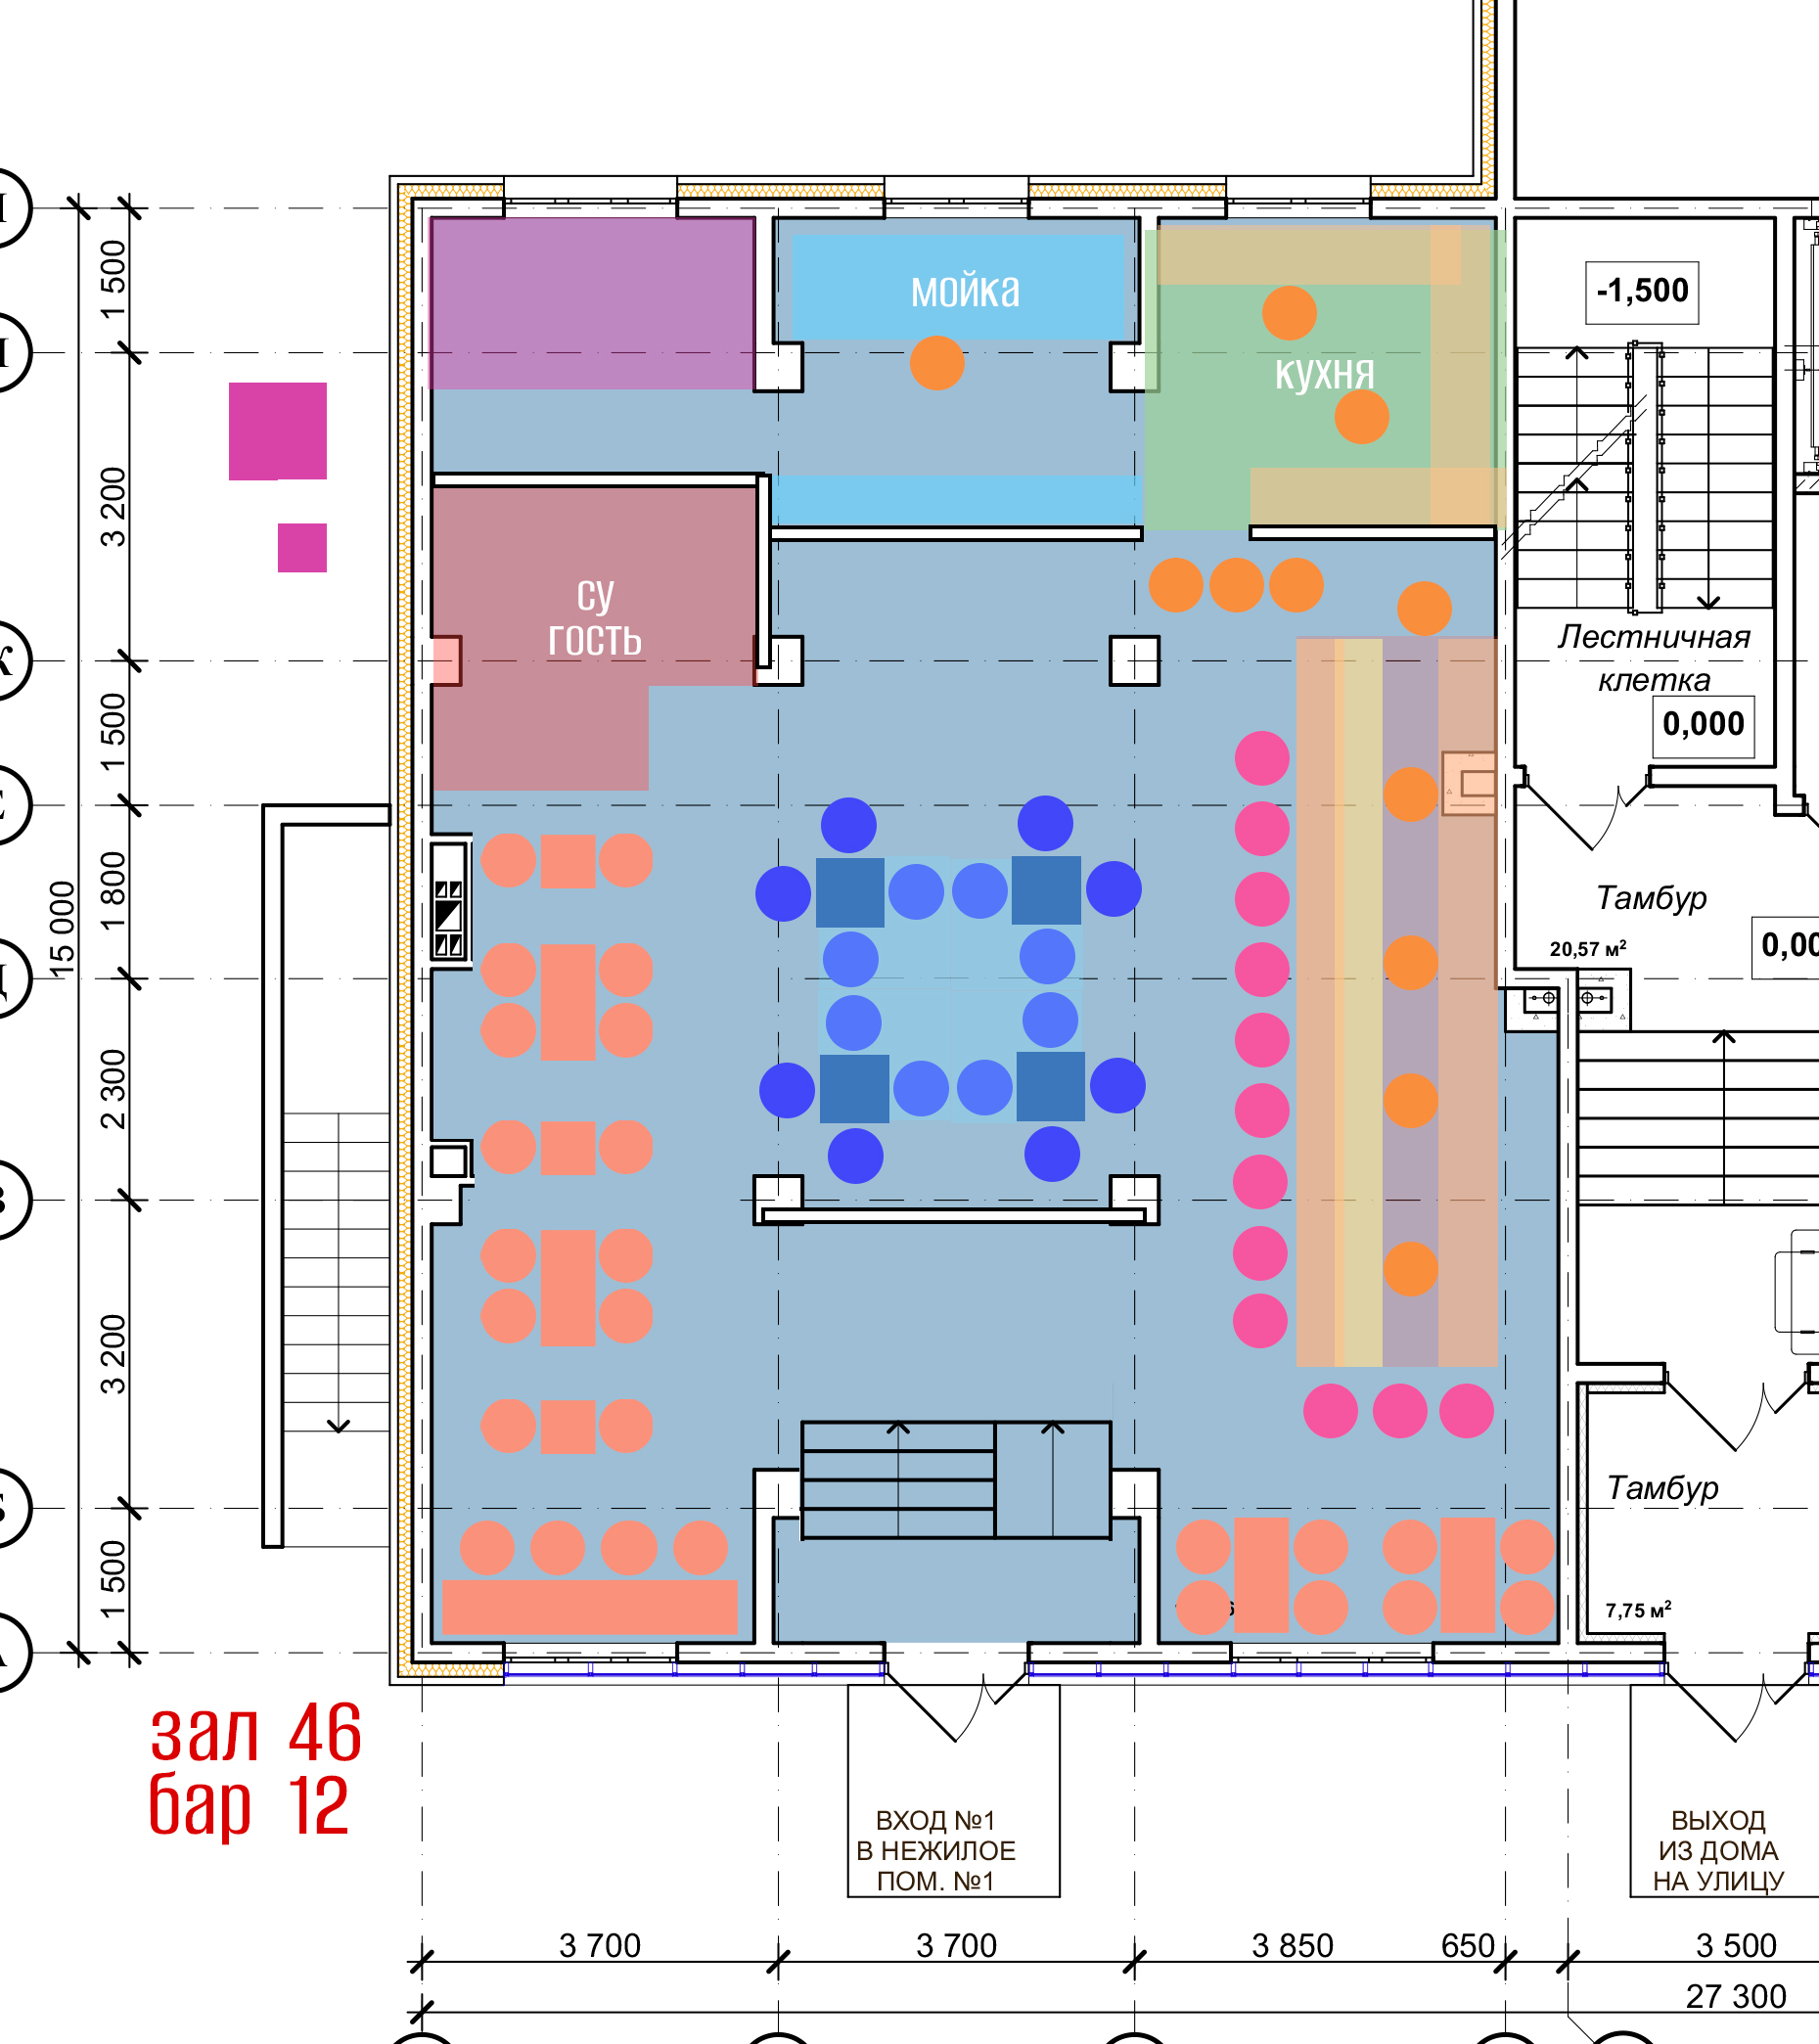 мойка
кухня
-1,500
су
гость
Лестничная
клетка
0,000
Тамбур
20,57 м²
0,00
Тамбур
7,75 м²
1 500
3 200
1 500
1 800
15 000
2 300
3 200
1 500
К
В
зал 46
бар 12
ВХОД №1
В НЕЖИЛОЕ
ПОМ. №1
ВЫХОД
ИЗ ДОМА
НА УЛИЦУ
3 700
3 700
3 850
650
3 500
27 300